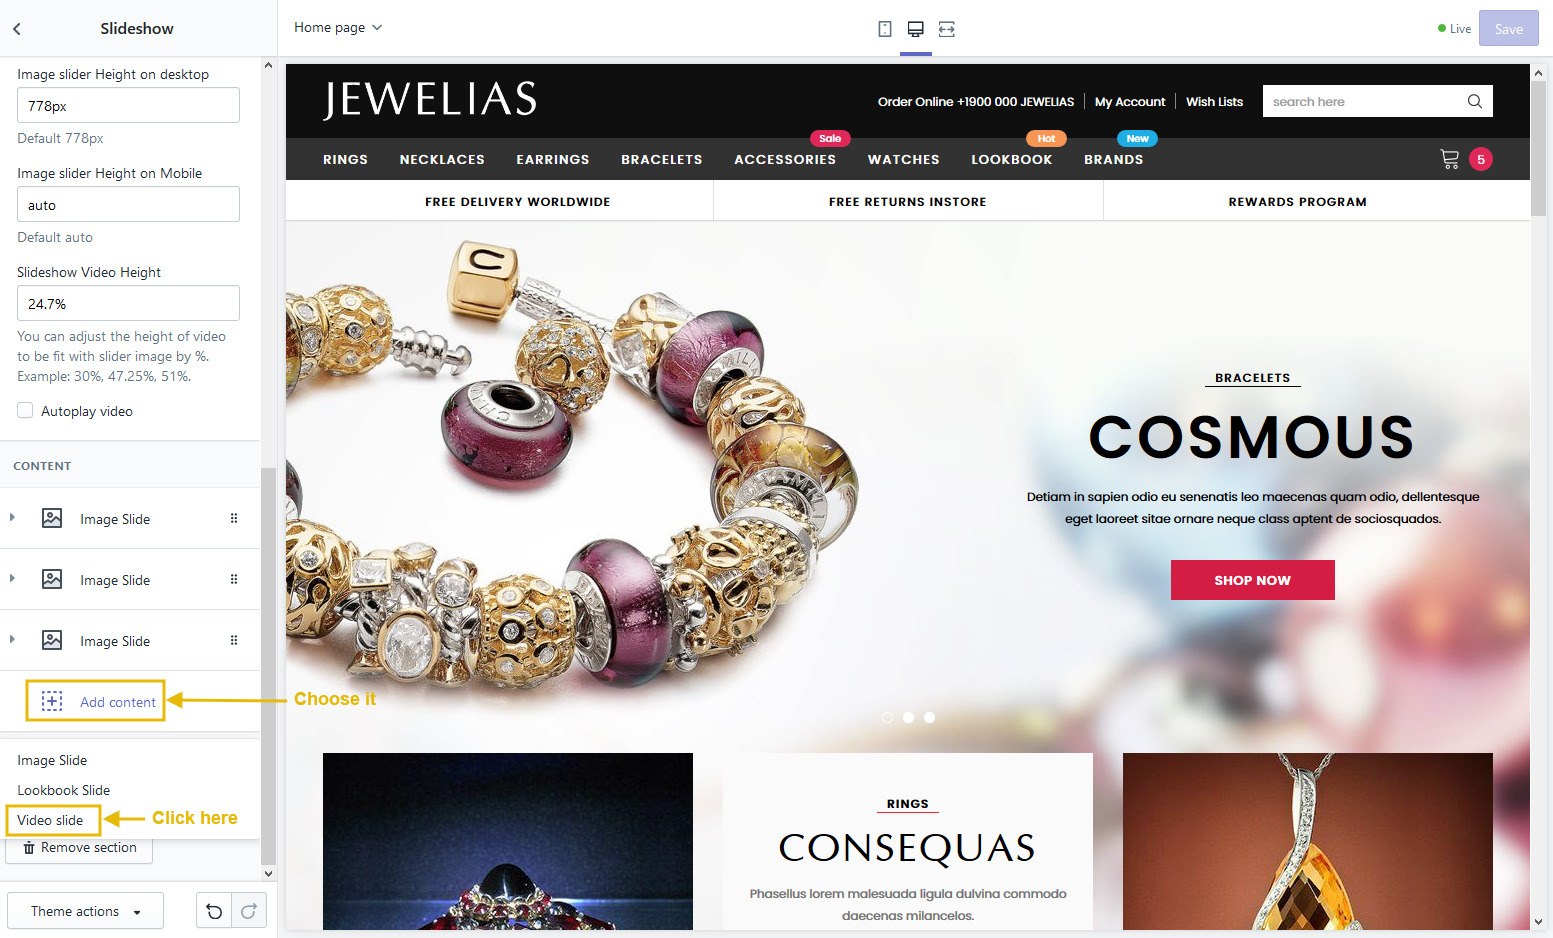 Slideshow
Home page
Live
Save
Image slider Height on desktop
778px
Default 778px
Image slider Height on Mobile
auto
Default auto
Slideshow Video Height
24.7%
You can adjust the height of video
to be fit with slider image by %.
Example: 30%, 47.25%, 51%.
Autoplay video
CONTENT
Image Slide
Image Slide
Image Slide
Add content
Choose it
Image Slide
Lookbook Slide
Video slide
Click here
Remove section
Theme actions
JEWELIAS
Order Online +1900 000 JEWELIAS
My Account
Wish Lists
search here
Sale
Hot
New
RINGS NECKLACES EARRINGS BRACELETS ACCESSORIES WATCHES LOOKBOOK BRANDS
5
FREE DELIVERY WORLDWIDE
FREE RETURNS INSTORE
REWARDS PROGRAM
BRACELETS
COSMOUS
Detiam in sapien odio eu senenatis leo maecenas quam odio, dellentesque
eget laoreet sitae ornare neque class aptent de sociosquados.
SHOP NOW
RINGS
CONSEQUAS
Phasellus lorem malesuada ligula dulvina commodo
daecenas milancelos.